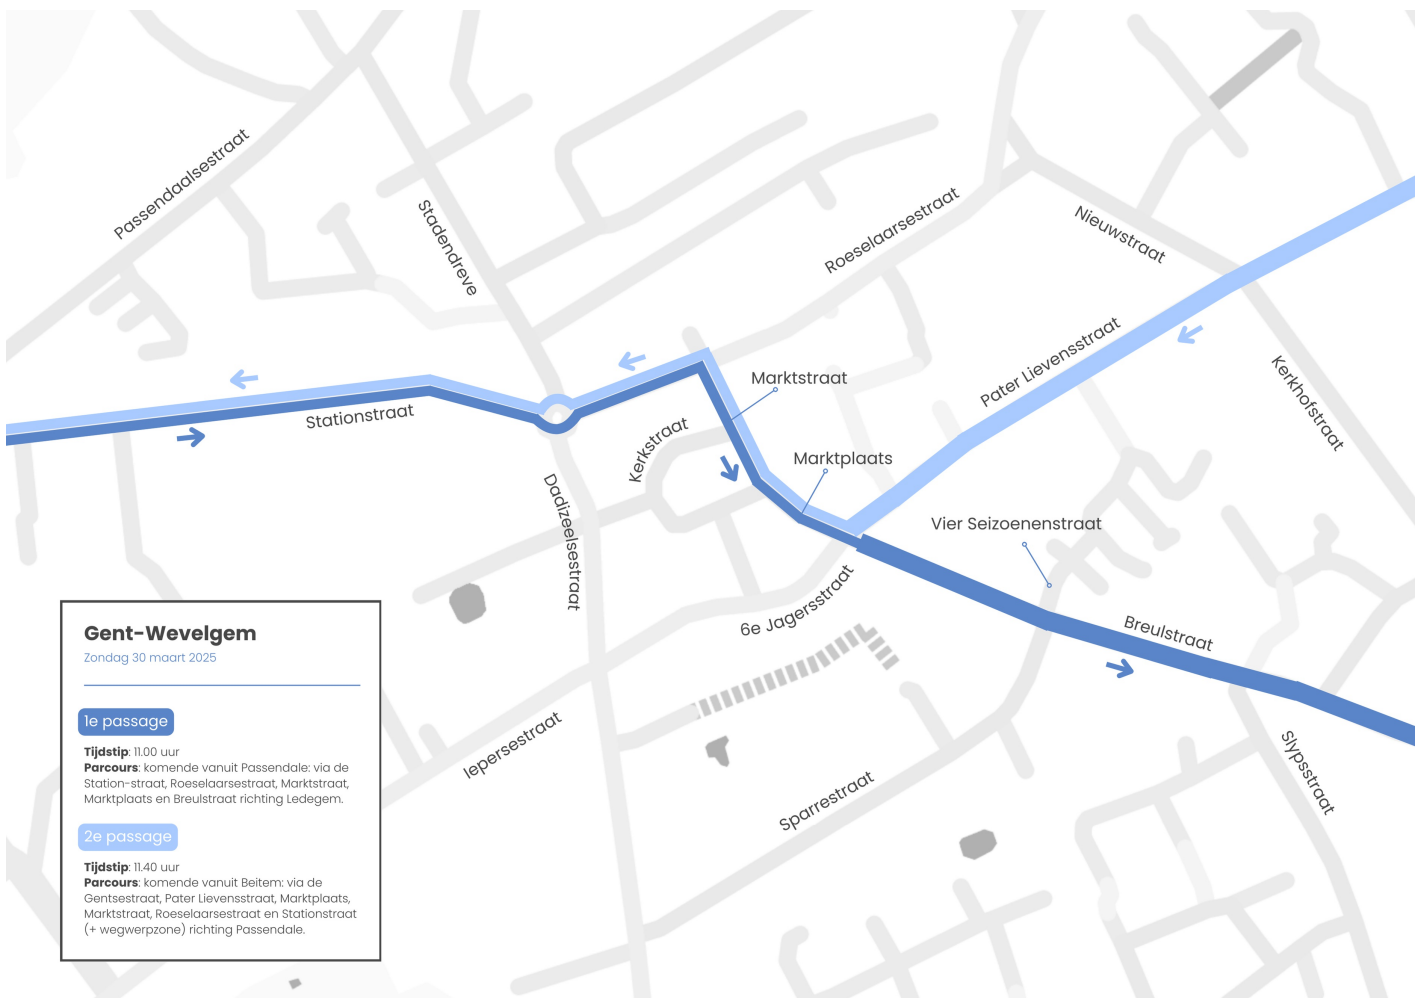 Passendaalsestraat
Stadendreve
Roeselaarsestraat
Nieuwstraat
Pater Lievensstraat
Kerkhofstraat
Marktstraat
Stationstraat
Kerkstraat
Marktplaats
Dadizeelsestraat
Vier Seizoenenstraat
6e Jagersstraat
Breulstraat
Iepersestraat
Sparrestraat
Slypsstraat
Gent-Wevelgem
Zondag 30 maart 2025
1e passage
Tijdstip: 11.00 uur
Parcours: komende vanuit Passendale: via de
Station-straat, Roeselaarsestraat, Marktstraat,
Marktplaats en Breulstraat richting Ledegem.
2e passage
Tijdstip: 11.40 uur
Parcours: komende vanuit Beitem: via de
Gentsestraat, Pater Lievensstraat, Marktplaats,
Marktstraat, Roeselaarsestraat en Stationstraat
(+ wegwerpzone) richting Passendale.